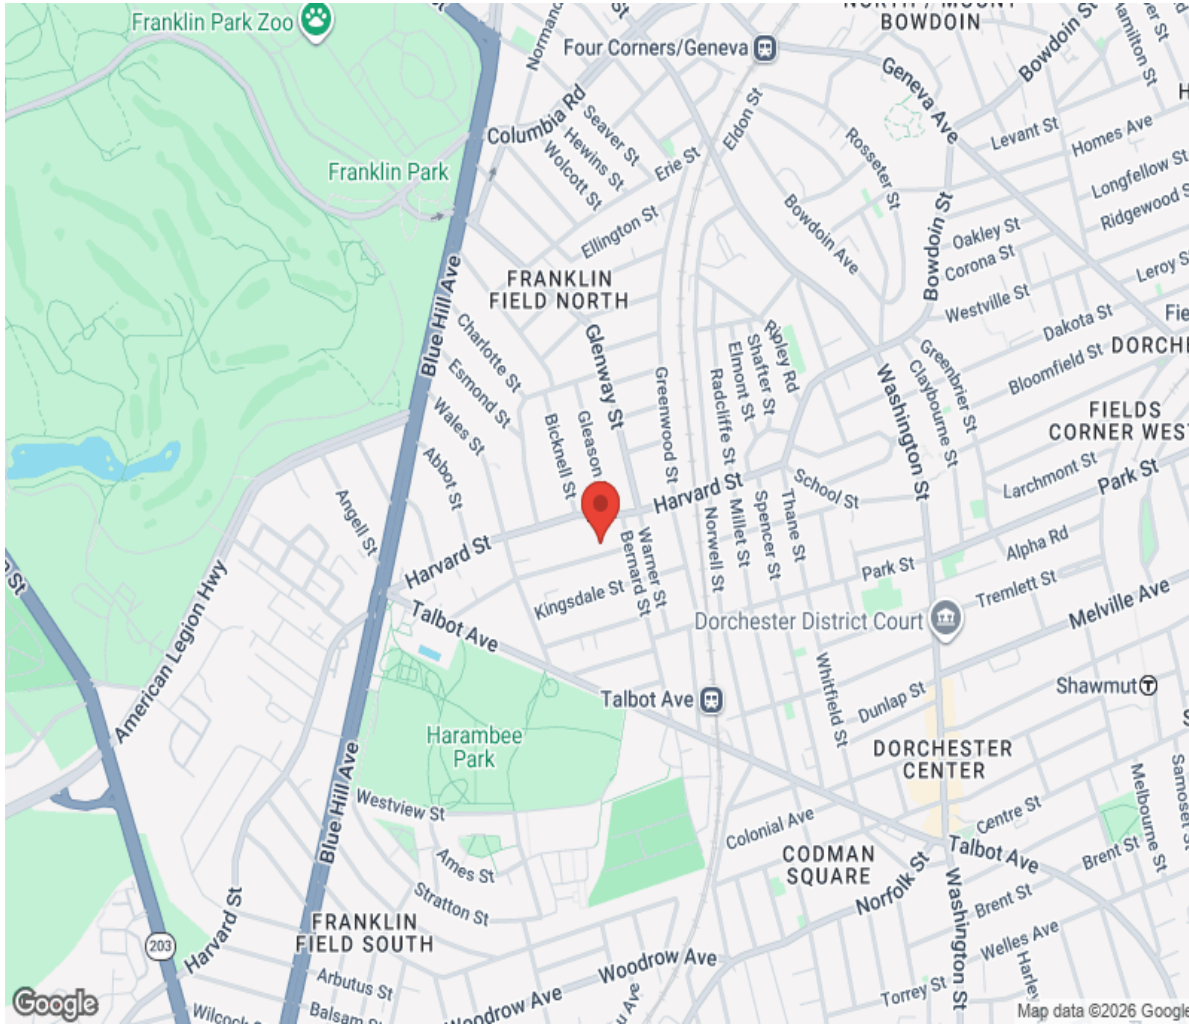 Franklin Park Zoo
Four Corners/Geneva
BOWDOIN
Bowdoin St
Geneva Ave
Columbia Rd
Seaver St
Hewins St
Wolcott St
Erie St
Eldon St
Levant St
Homes Ave
Hamilton St
Rosseter St
Longfellow St
Franklin Park
Ellington St
Bowdoin Ave
Bowdoin St
Oakley St
Corona St
Ridgewood S
Leroy S
FRANKLIN
FIELD NORTH
Westville St
Dakota St
Blue Hill Ave
Charlotte St
Esmond St
Wales St
Glenway St
Ripley Rd
Shafter St
Elmont St
Radcliffe St
Greenwood St
Greenbrier St
Claybourne St
Washington St
Bloomfield St
Bicknell St
Gleason
Abbot St
FIELDS
CORNER WEST
Larchmont St
Park St
Angell St
Harvard St
School St
Harvard St
Norwell St
Millet St
Spencer St
Thane St
Warner St
Bernard St
Alpha Rd
Park St
Tremlett St
Melville Ave
American Legion Hwy
Kingsdale St
Talbot Ave
Dorchester District Court
Whitfield St
Dunlap St
Shawmut
T
Talbot Ave
Harambee
Park
DORCHESTER
CENTER
Blue Hill Ave
Westview St
Melbourne St
Samoset St
Colonial Ave
Centre St
CODMAN
SQUARE
Talbot Ave
Brent St
Ames St
Stratton St
Norfolk St
Washington St
Brent St
FRANKLIN
FIELD SOUTH
203
Harvard St
Welles Ave
Woodrow Ave
Arbutus St
Woodrow Ave
Torrey St
Harley
Balsam St
Google
Map data ©2026 Google